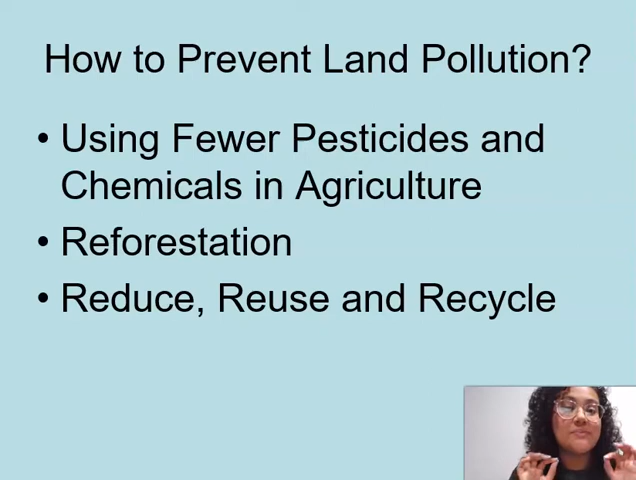 How to Prevent Land Pollution?
• Using Fewer Pesticides and
Chemicals in Agriculture
• Reforestation
• Reduce, Reuse and Recycle